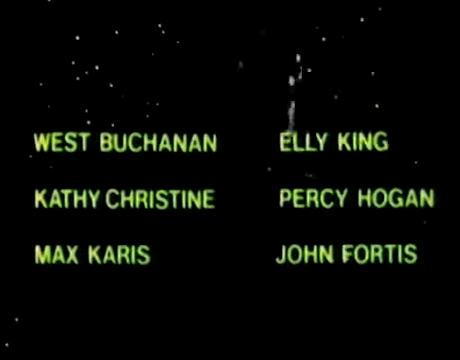 WEST BUCHANAN
ELLY KING
KATHY CHRISTINE
PERCY HOGAN
MAX KARIS
JOHN FORTIS